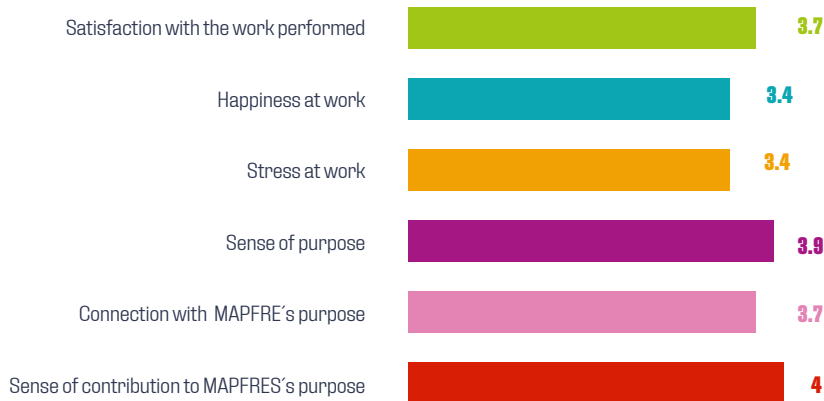 Satisfaction with the work performed 3.7
Happiness at work 3.4
Stress at work 3.4
Sense of purpose 3.9
Connection with MAPFRE´s purpose 3.7
Sense of contribution to MAPFRES´s purpose 4